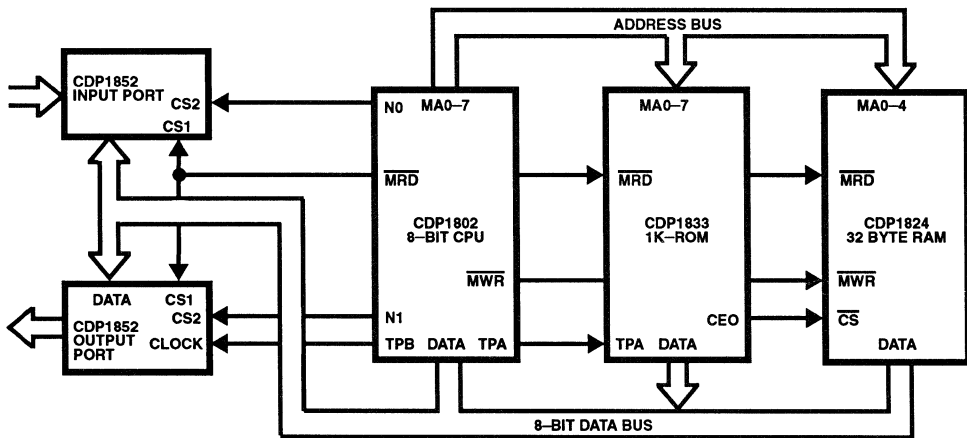 ADDRESS BUS
CDP1852
INPUT PORT
CS2
CS1
N0
MA0–7
MRD
CDP1802
8–BIT CPU
MWR
N1
TPB DATA TPA
MA0–7
MRD
CDP1833
1K–ROM
CEO
TPA DATA
MA0–4
MRD
CDP1824
32 BYTE RAM
MWR
CS
DATA
DATA CS1
CS2
CDP1852
OUTPUT
PORT
CLOCK
8–BIT DATA BUS